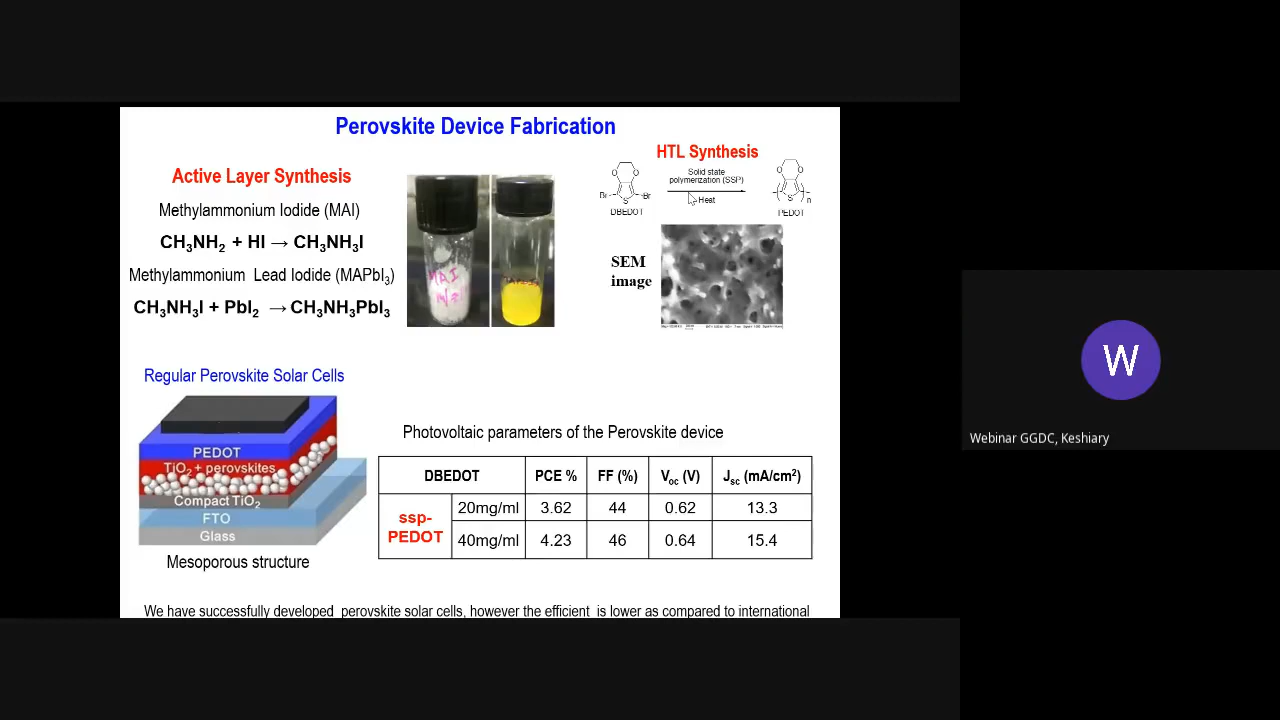 Perovskite Device Fabrication
Active Layer Synthesis
Methylammonium Iodide (MAI)
CH₃NH₂ + HI → CH₃NH₃I
Methylammonium Lead Iodide (MAPbI₃)
CH₃NH₃I + PbI₂ → CH₃NH₃PbI₃
MAI
HTL Synthesis
Solid state
polymerization (SSP)
Heat
Br
S
Br
DBEDOT
S
n
PEDOT
SEM
image
Regular Perovskite Solar Cells
PEDOT
TiO₂ + perovskites
Compact TiO₂
FTO
Glass
Mesoporous structure
Photovoltaic parameters of the Perovskite device
DBEDOT PCE % FF (%) Vₒc (V) Jsc (mA/cm²)
ssp-
PEDOT
20mg/ml 3.62 44 0.62 13.3
40mg/ml 4.23 46 0.64 15.4
We have successfully developed perovskite solar cells, however the efficient is lower as compared to international
W
Webinar GGDC, Keshiary